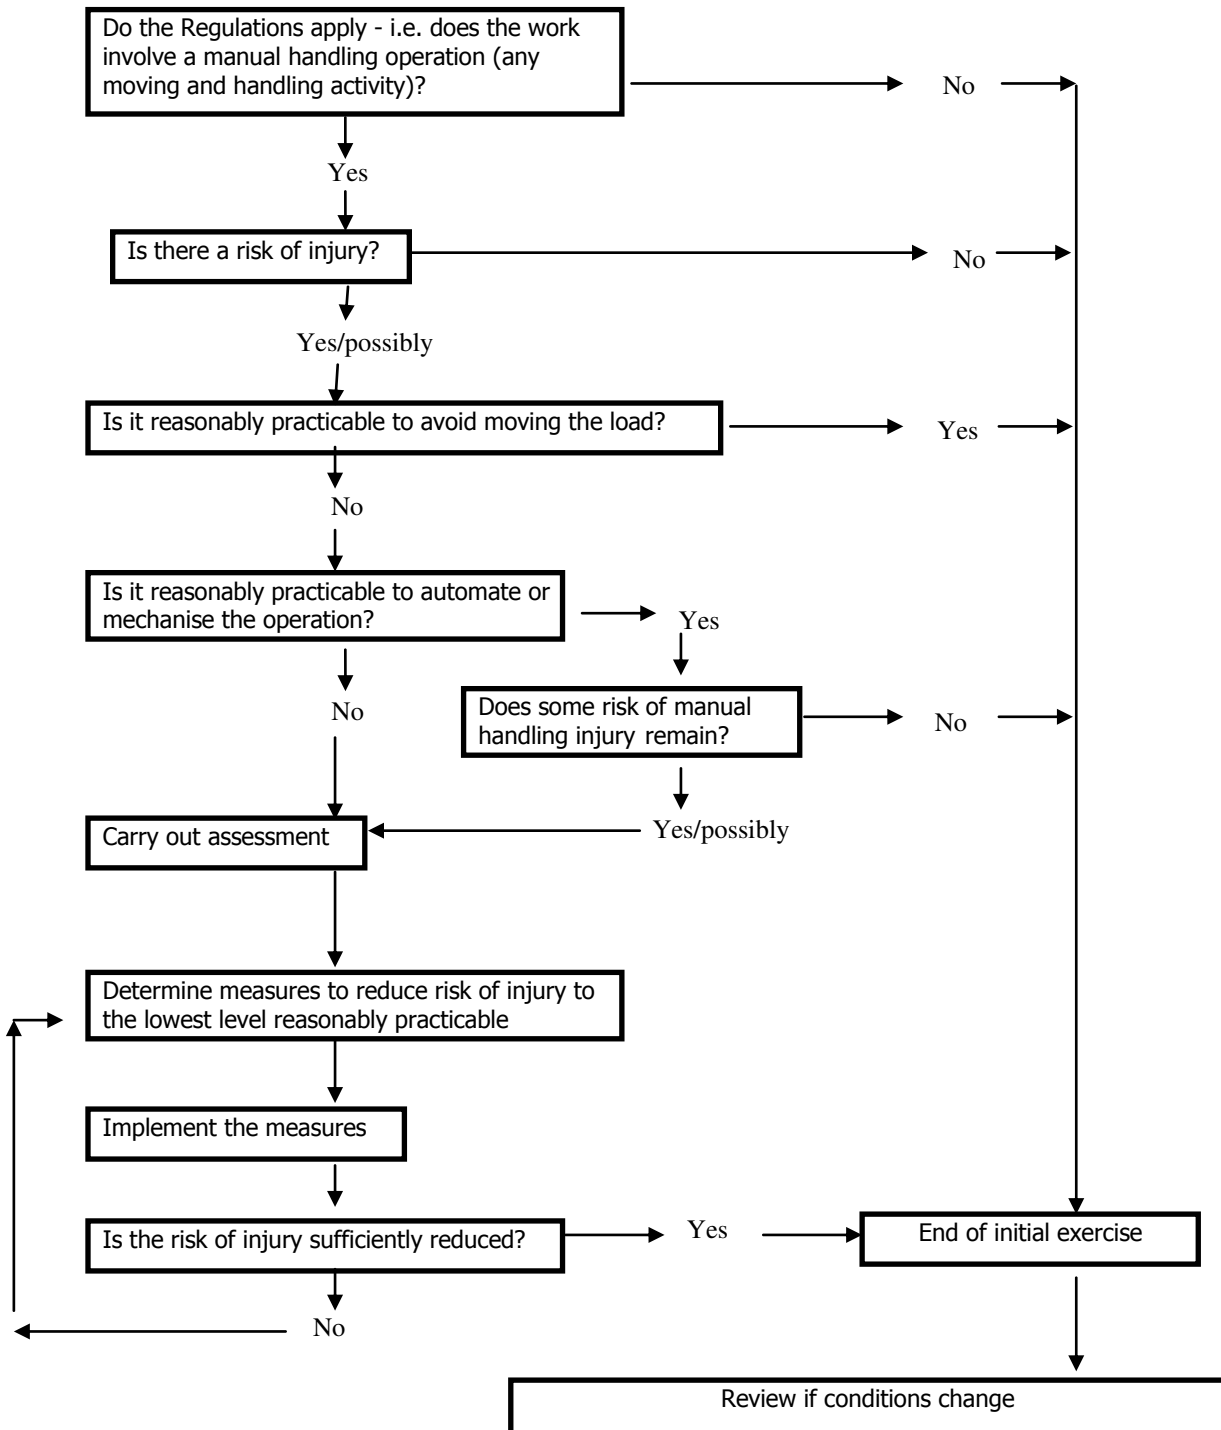 Do the Regulations apply - i.e. does the work
involve a manual handling operation (any
moving and handling activity)?
No
Yes
Is there a risk of injury?
No
Yes/possibly
Is it reasonably practicable to avoid moving the load?
Yes
No
Is it reasonably practicable to automate or
mechanise the operation?
Yes
No
Does some risk of manual
handling injury remain?
No
Yes/possibly
Carry out assessment
Determine measures to reduce risk of injury to
the lowest level reasonably practicable
Implement the measures
Is the risk of injury sufficiently reduced?
Yes
End of initial exercise
No
Review if conditions change